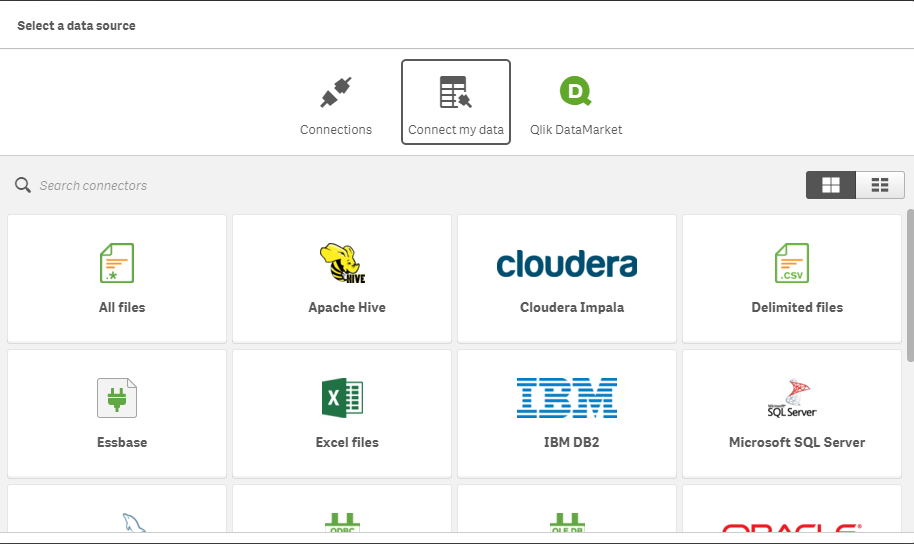 Select a data source
Connections
Connect my data
Qlik DataMarket
D
Search connectors
.*
HIVE
cloudera
.CSV
All files
Apache Hive
Cloudera Impala
Delimited files
X
IBM
Microsoft
SQL Server
Essbase
Excel files
IBM DB2
Microsoft SQL Server
ODBC
OLE DB
ORACLE